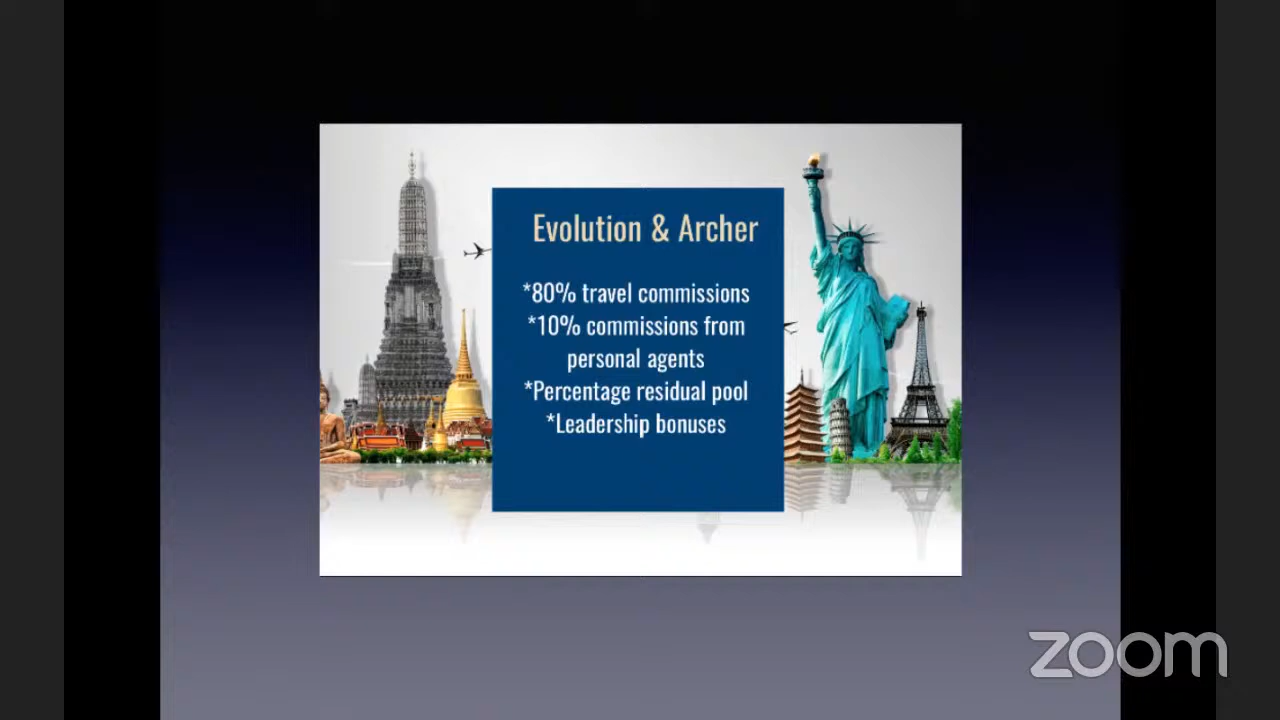 Evolution & Archer
*80% travel commissions
*10% commissions from
personal agents
*Percentage residual pool
*Leadership bonuses
zoom